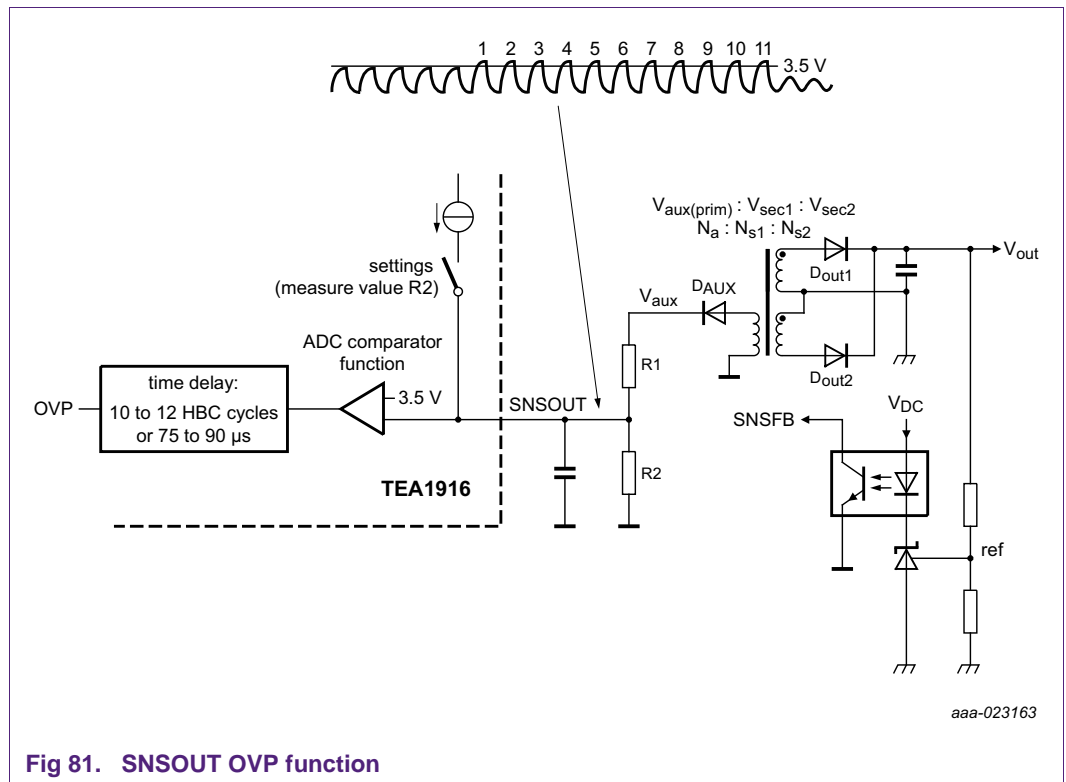 1 2 3 4 5 6 7 8 9 10 11
3.5 V
settings
(measure value R2)
ADC comparator
function
time delay:
10 to 12 HBC cycles
or 75 to 90 μs
OVP
3.5 V
SNSOUT
TEA1916
Vaux(prim) : Vsec1 : Vsec2
Na : Ns1 : Ns2
Dout1
Vout
DAUX
Vaux
R1
Dout2
R2
SNSFB
VDC
ref
aaa-023163
Fig 81. SNSOUT OVP function